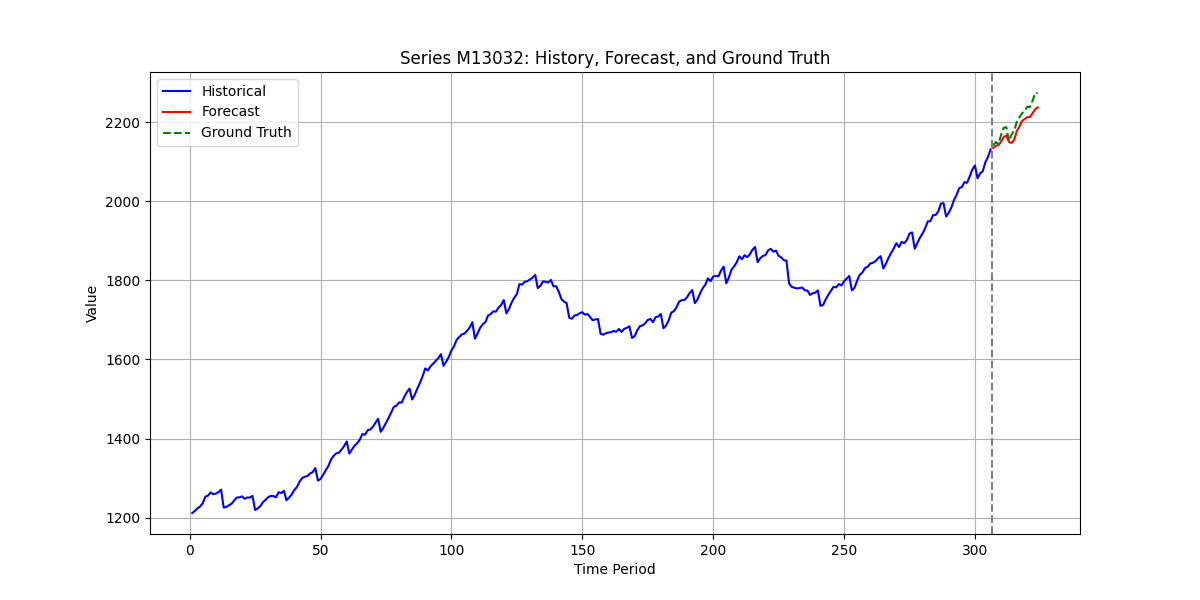 Series M13032: History, Forecast, and Ground Truth
Historical
Forecast
Ground Truth
2200
2000
1800
1600
1400
1200
Value
0 50 100 150 200 250 300
Time Period